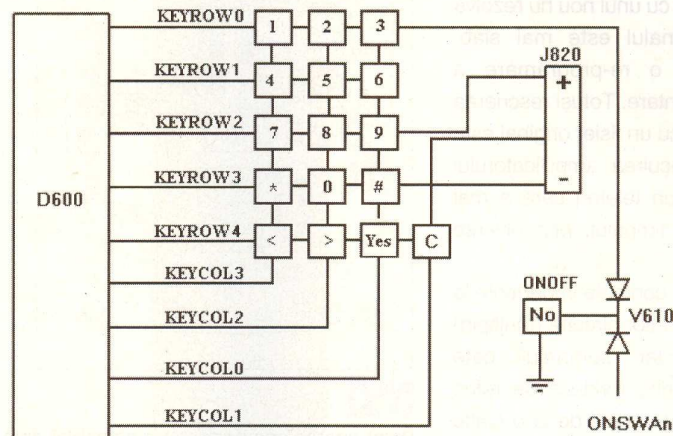 KEYROW0
1 2 3
J820
+
KEYROW1
4 5 6
KEYROW2
7 8 9
D600
KEYROW3
* 0 #
-
KEYROW4
< > Yes C
KEYCOL3
ONOFF
No
V610
KEYCOL2
KEYCOL0
KEYCOL1
ONSWAn